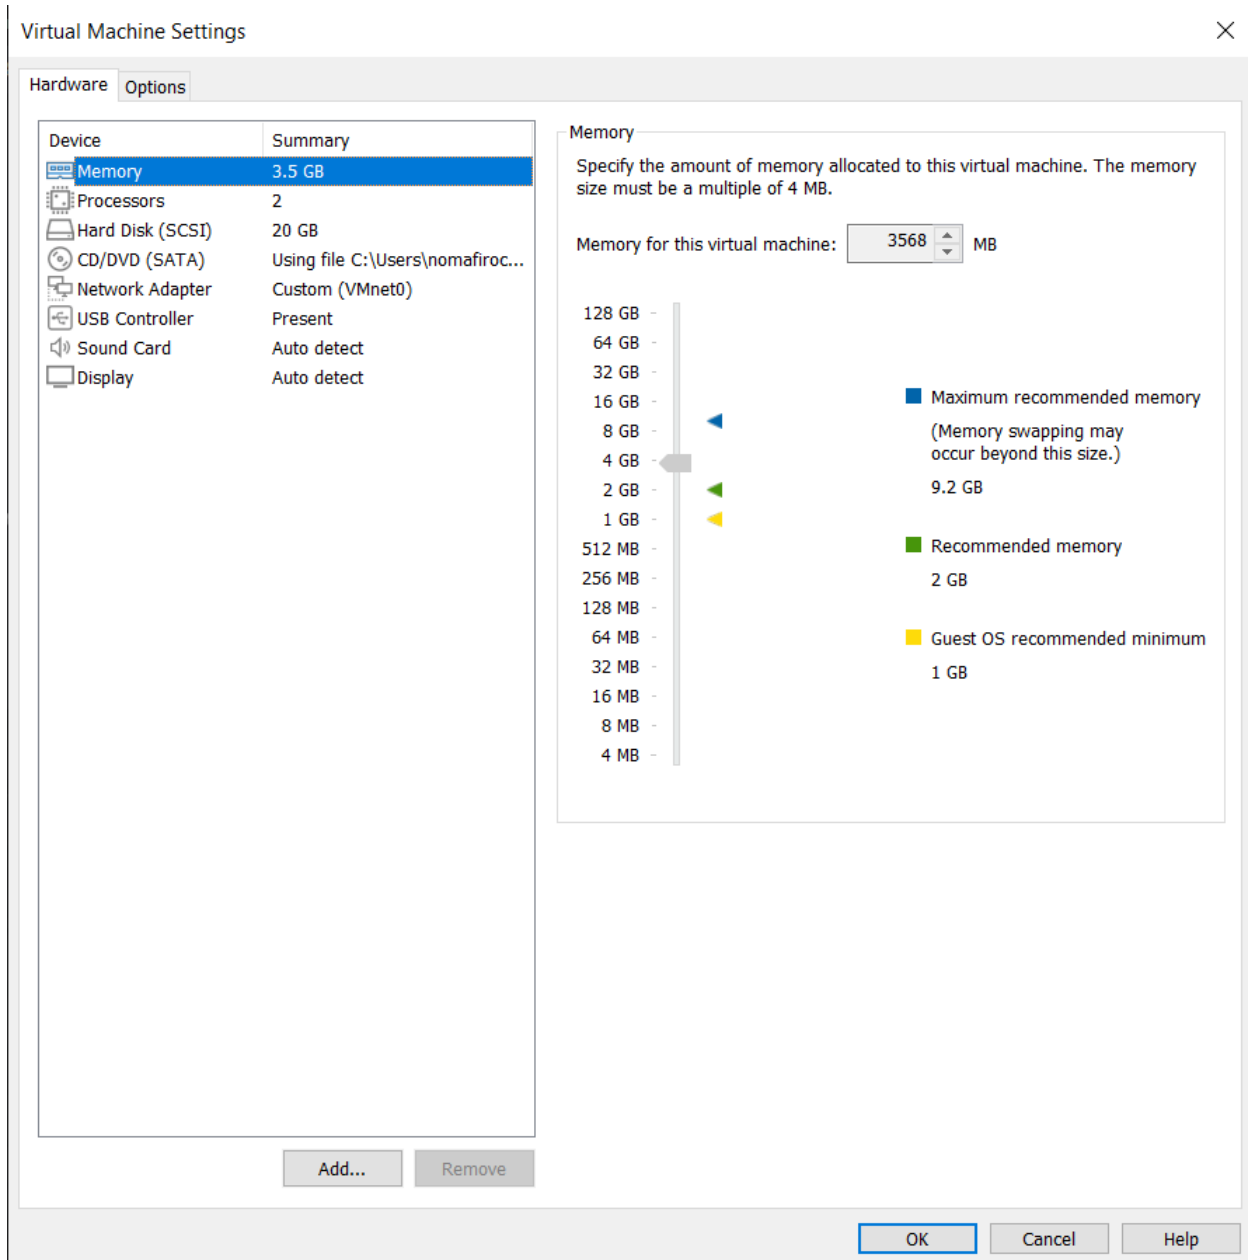 Virtual Machine Settings
Hardware Options
Device Summary
Memory 3.5 GB
Processors 2
Hard Disk (SCSI) 20 GB
CD/DVD (SATA) Using file C:\Users\nomafiroc...
Network Adapter Custom (VMnet0)
USB Controller Present
Sound Card Auto detect
Display Auto detect
Add... Remove
Memory
Specify the amount of memory allocated to this virtual machine. The memory
size must be a multiple of 4 MB.
Memory for this virtual machine: 3568 MB
128 GB
64 GB
32 GB
16 GB
8 GB
4 GB
2 GB
1 GB
512 MB
256 MB
128 MB
64 MB
32 MB
16 MB
8 MB
4 MB
Maximum recommended memory
(Memory swapping may
occur beyond this size.)
9.2 GB
Recommended memory
2 GB
Guest OS recommended minimum
1 GB
OK Cancel Help